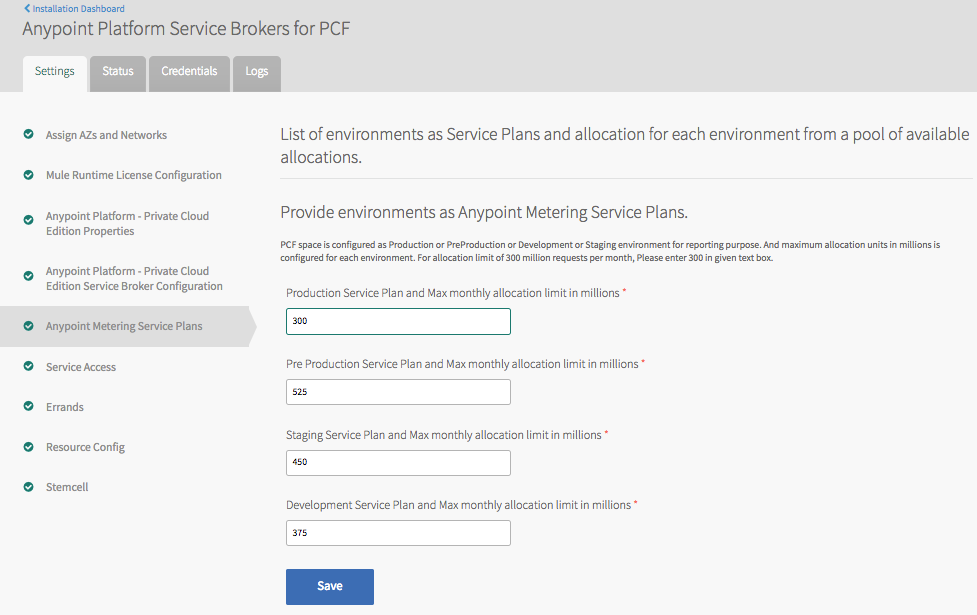 Installation Dashboard
Anypoint Platform Service Brokers for PCF
Settings
Status
Credentials
Logs
Assign AZs and Networks
Mule Runtime License Configuration
Anypoint Platform - Private Cloud
Edition Properties
Anypoint Platform - Private Cloud
Edition Service Broker Configuration
Anypoint Metering Service Plans
Service Access
Errands
Resource Config
Stemcell
List of environments as Service Plans and allocation for each environment from a pool of available
allocations.
Provide environments as Anypoint Metering Service Plans.
PCF space is configured as Production or PreProduction or Development or Staging environment for reporting purpose. And maximum allocation units in millions is
configured for each environment. For allocation limit of 300 million requests per month, Please enter 300 in given text box.
Production Service Plan and Max monthly allocation limit in millions *
300
Pre Production Service Plan and Max monthly allocation limit in millions *
525
Staging Service Plan and Max monthly allocation limit in millions *
450
Development Service Plan and Max monthly allocation limit in millions *
375
Save